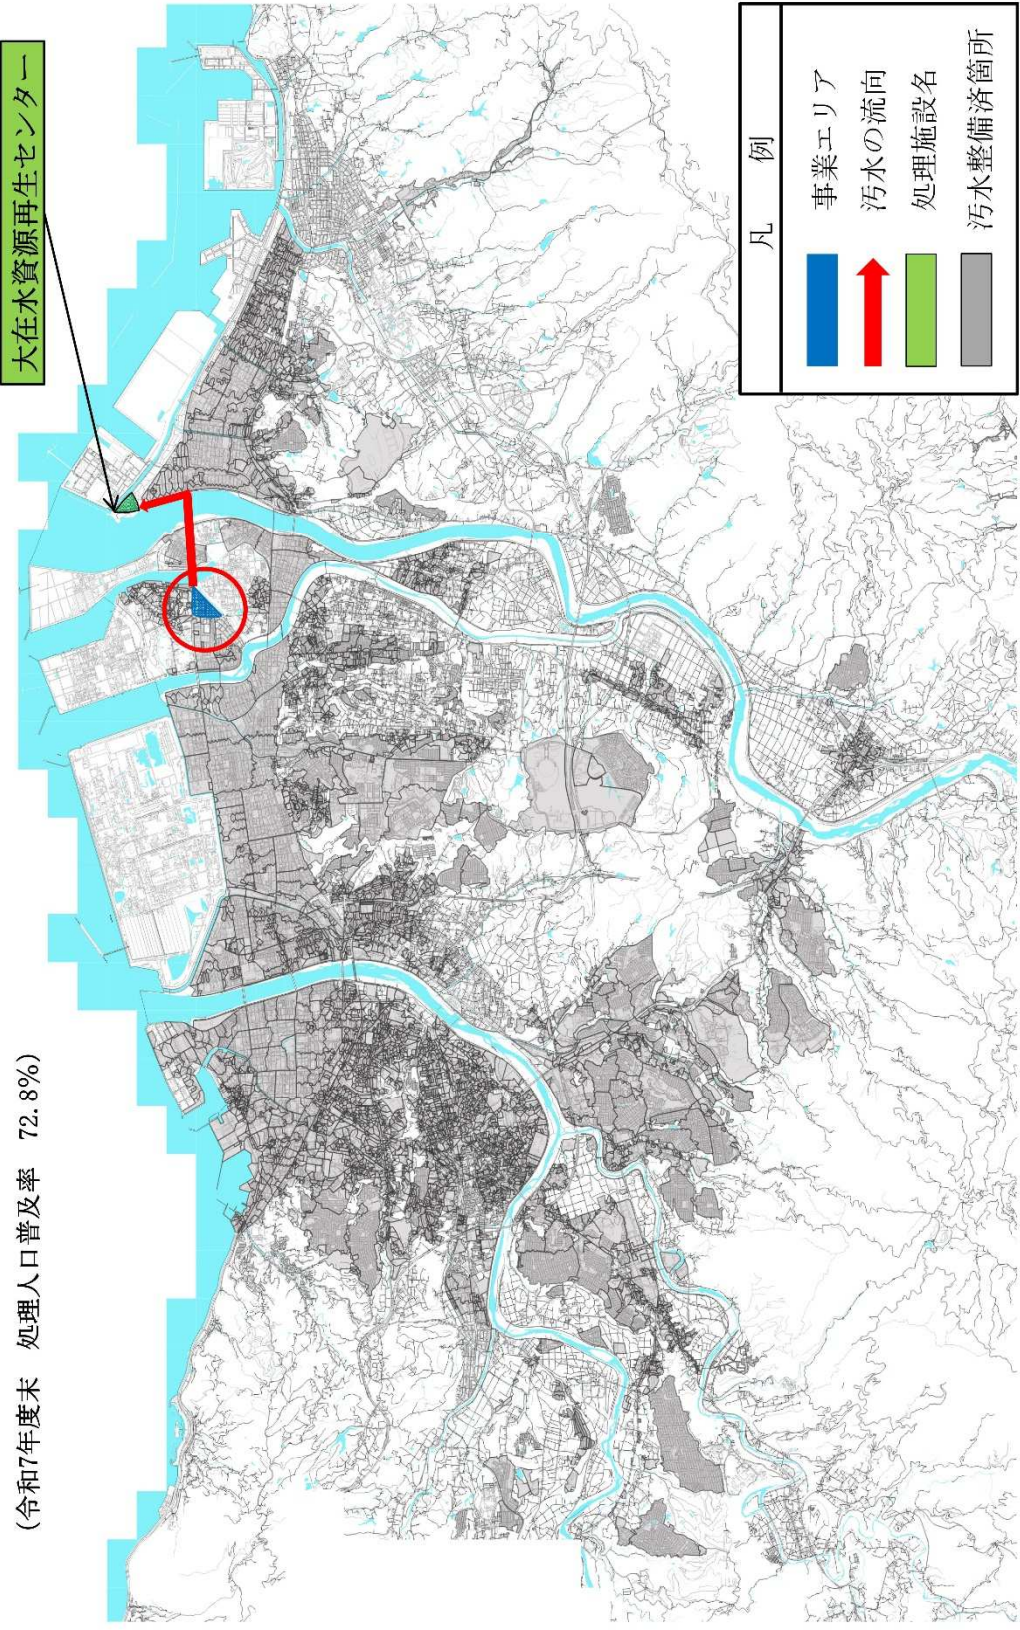 (令和7年度末 処理人口普及率 72.8%)
大在水資源再生センター
凡 例
事業エリア
汚水の流向
処理施設名
汚水整備済箇所